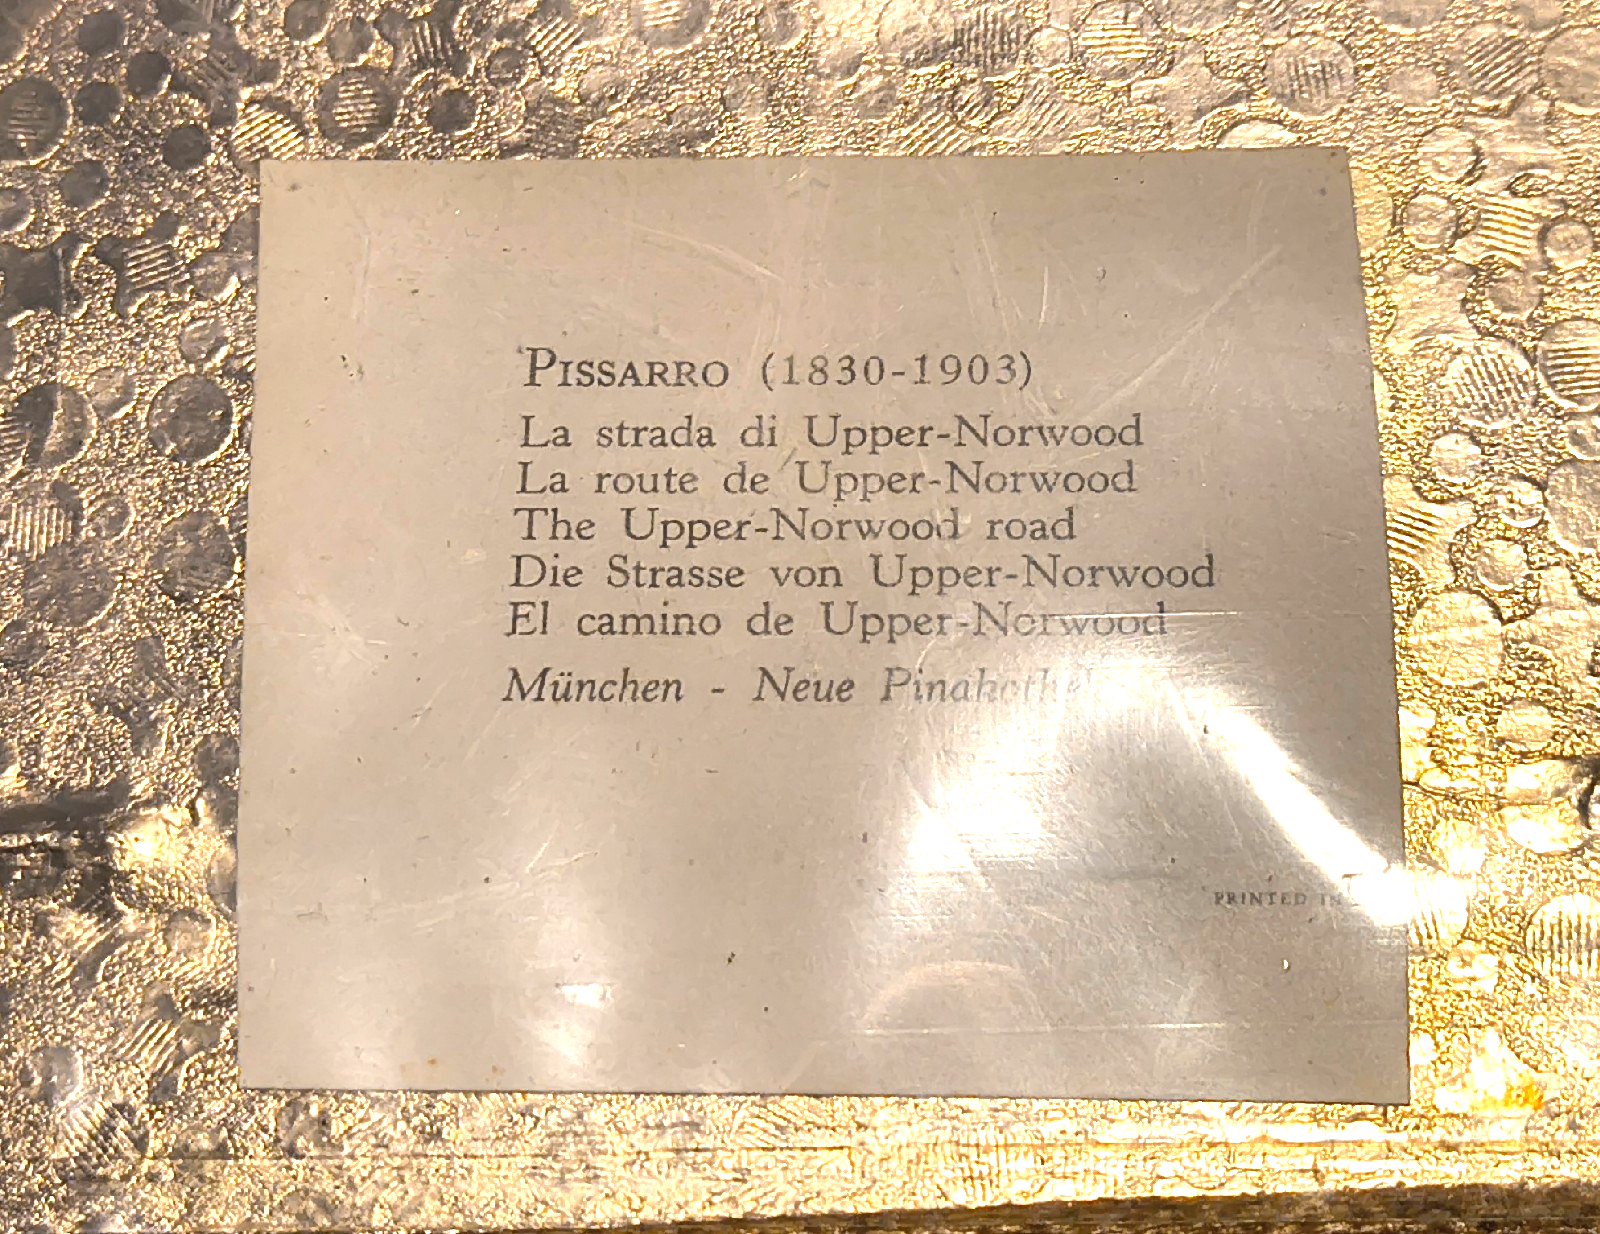 PISSARRO (1830-1903)
La strada di Upper-Norwood
La route de Upper-Norwood
The Upper-Norwood road
Die Strasse von Upper-Norwood
El camino de Upper-Norwood
München - Neue
PRINTED IN